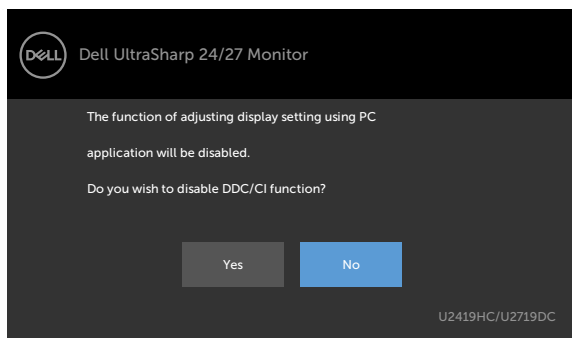 DELL Dell UltraSharp 24/27 Monitor
The function of adjusting display setting using PC
application will be disabled.
Do you wish to disable DDC/CI function?
Yes No
U2419HC/U2719DC